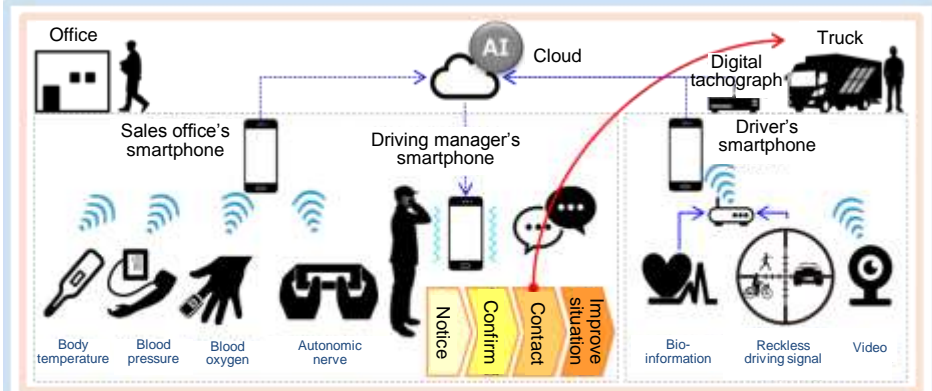 Office
AI
Cloud
Truck
Digital
tachograph
Sales office's
smartphone
Driving manager's
smartphone
Driver's
smartphone
Notice
Confirm
Contact
Improve
situation
Body
temperature
Blood
pressure
Blood
oxygen
Autonomic
nerve
Bio-
information
Reckless
driving signal
Video